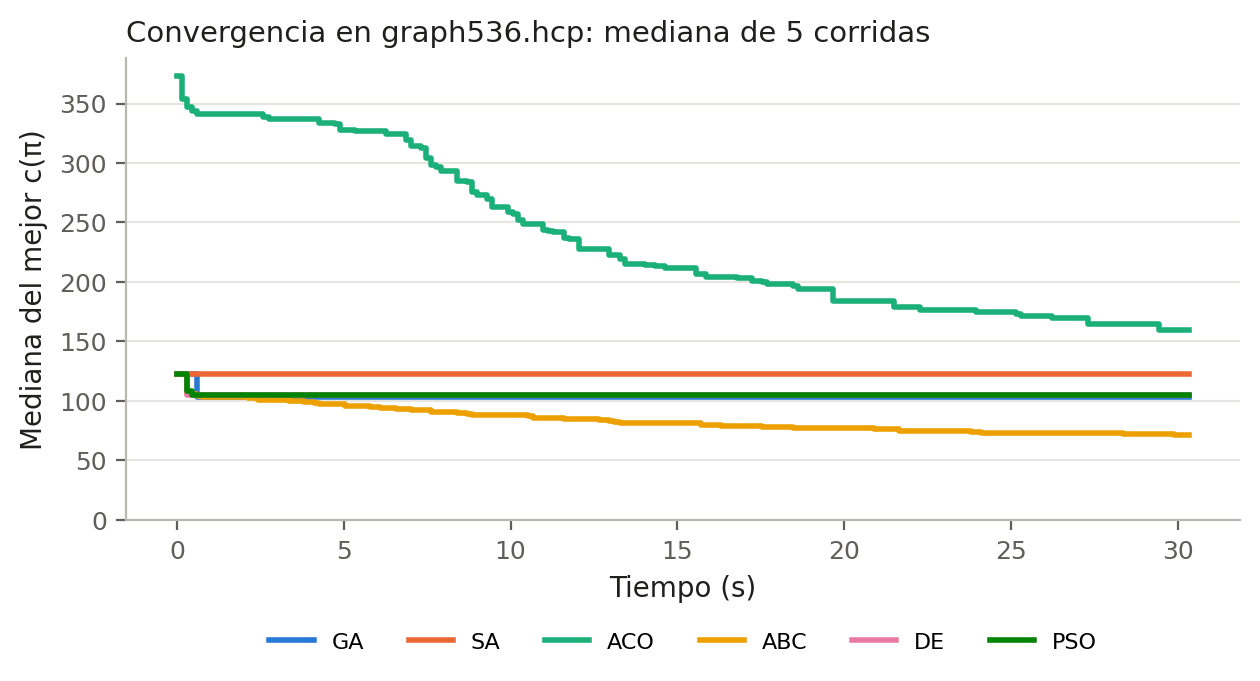 Convergencia en graph536.hcp: mediana de 5 corridas
Mediana del mejor c(π)
350
300
250
200
150
100
50
0
0 5 10 15 20 25 30
Tiempo (s)
GA SA ACO ABC DE PSO